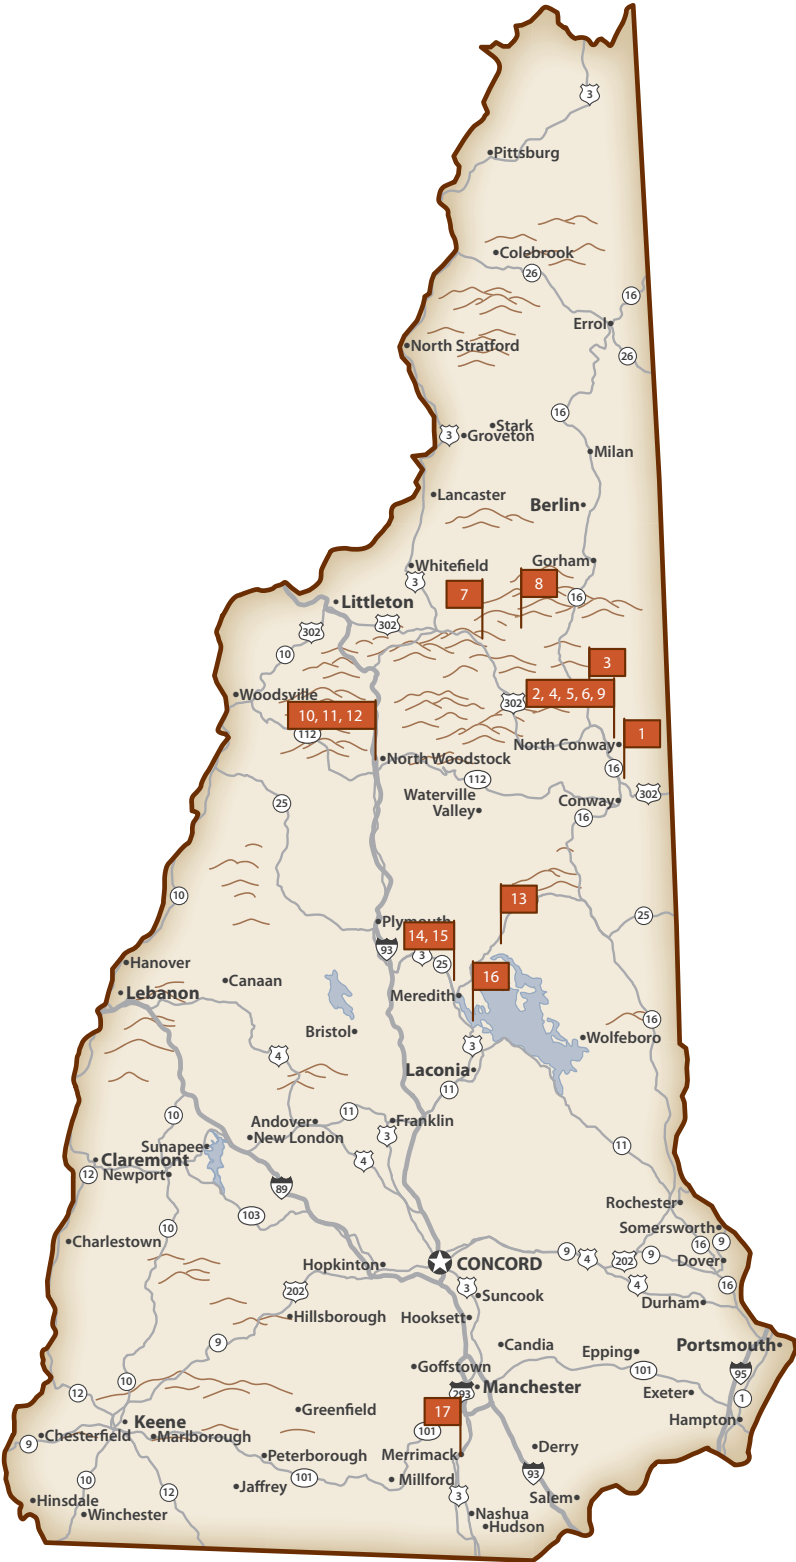 3
Pittsburg
Colebrook
26
16
Errol
North Stratford
26
16
Stark
3
Groveton
Milan
Lancaster
Berlin
Gorham
Whitefield
3
7
8
16
Littleton
302
302
10
3
Woodsville
2, 4, 5, 6, 9
302
10, 11, 12
112
1
North Conway
North Woodstock
16
112
302
Waterville
Valley
Conway
25
16
10
13
25
Plymouth
14, 15
93
3
25
Hanover
16
Canaan
Lebanon
Meredith
16
Bristol
Wolfeboro
3
4
Laconia
11
10
11
Andover
Franklin
New London
3
Sunapee
11
Claremont
4
12
Newport
89
Rochester
103
10
Somersworth
Charlestown
16
9
9
4
202
9
Dover
CONCORD
Hopkinton
202
3
4
16
Suncook
Durham
Hillsborough
Hooksett
9
Candia
Epping
Portsmouth
Goffstown
101
95
10
12
293
Manchester
Exeter
1
Greenfield
17
Keene
Hampton
101
9
Chesterfield
Marlborough
Derry
Peterborough
Merrimack
93
10
101
Millford
Jaffrey
12
3
Salem
Hinsdale
Winchester
Nashua
Hudson